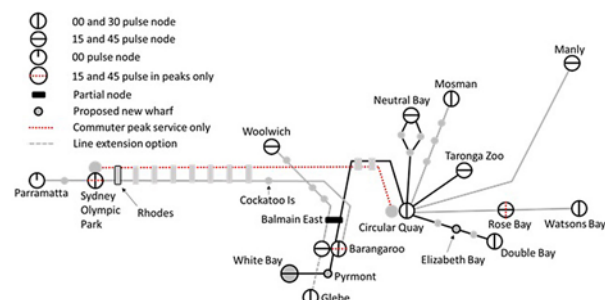 00 and 30 pulse node
15 and 45 pulse node
00 pulse node
15 and 45 pulse in peaks only
Partial node
Proposed new wharf
Commuter peak service only
Line extension option
Manly
Mosman
Neutral Bay
Woolwich
Taronga Zoo
Parramatta
Sydney
Olympic
Park
Rhodes
Cockatoo Is
Balmain East
Circular Quay
Rose Bay
Watsons Bay
Barangaroo
Elizabeth Bay
Double Bay
White Bay
Pyrmont
Glebe